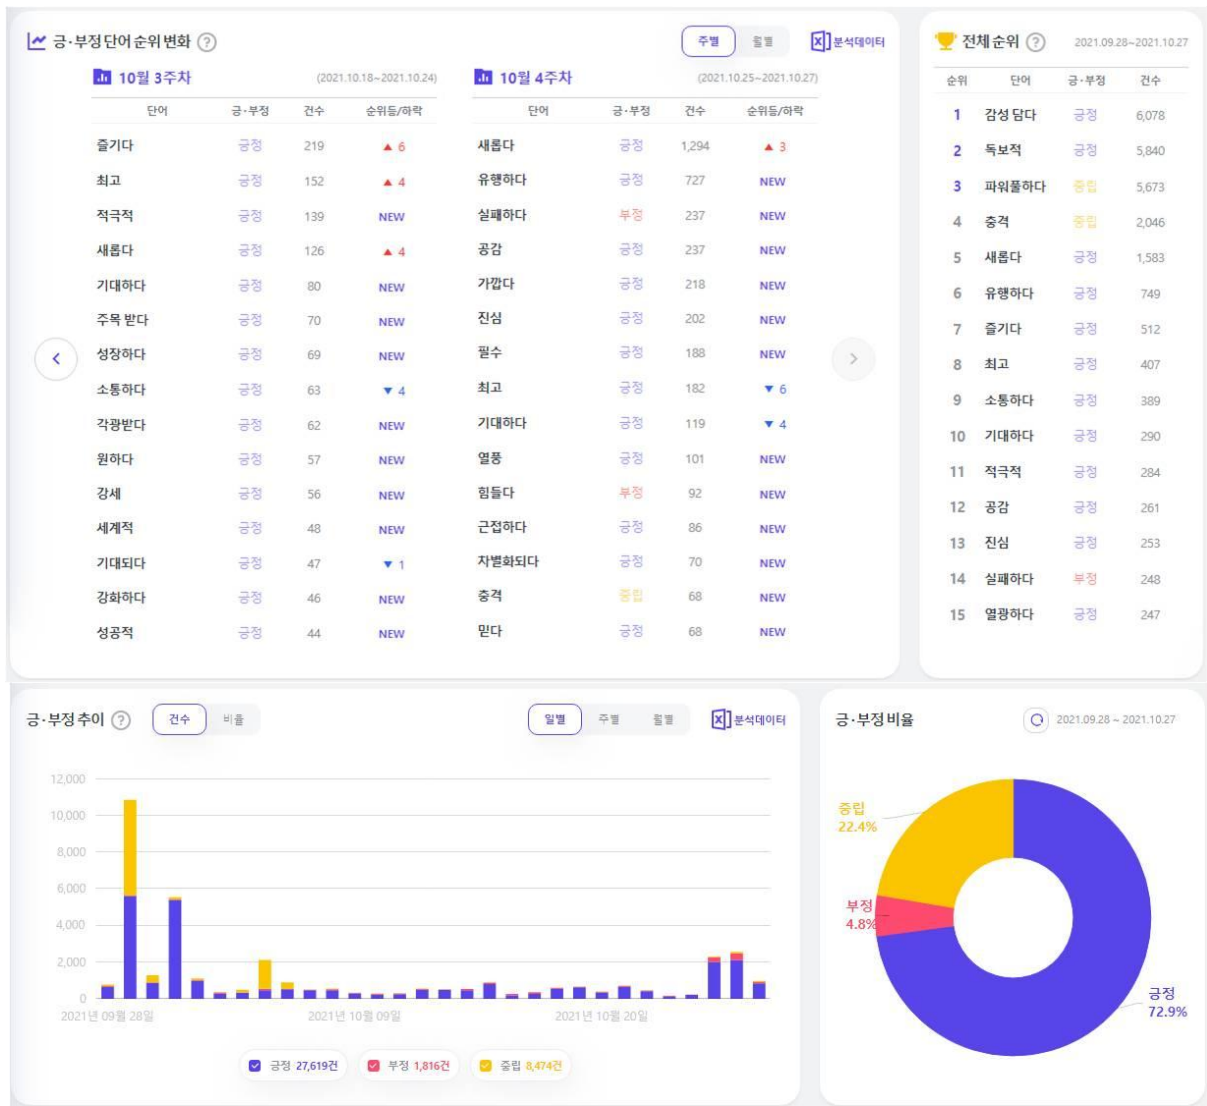 긍·부정 단어 순위 변화 ?
주별 월별 분석데이터
10월 3주차 (2021.10.18~2021.10.24)
단어 긍·부정 건수 순위등/하락
즐기다 긍정 219 ▲ 6
최고 긍정 152 ▲ 4
적극적 긍정 139 NEW
새롭다 긍정 126 ▲ 4
기대하다 긍정 80 NEW
주목 받다 긍정 70 NEW
성장하다 긍정 69 NEW
소통하다 긍정 63 ▼ 4
각광받다 긍정 62 NEW
원하다 긍정 57 NEW
강세 긍정 56 NEW
세계적 긍정 48 NEW
기대되다 긍정 47 ▼ 1
강화하다 긍정 46 NEW
성공적 긍정 44 NEW
10월 4주차 (2021.10.25~2021.10.27)
단어 긍·부정 건수 순위등/하락
새롭다 긍정 1,294 ▲ 3
유행하다 긍정 727 NEW
실패하다 부정 237 NEW
공감 긍정 237 NEW
가깝다 긍정 218 NEW
진심 긍정 202 NEW
필수 긍정 188 NEW
최고 긍정 182 ▼ 6
기대하다 긍정 119 ▼ 4
열풍 긍정 101 NEW
힘들다 부정 92 NEW
근접하다 긍정 86 NEW
차별화되다 긍정 70 NEW
충격 중립 68 NEW
믿다 긍정 68 NEW
전체 순위 ? 2021.09.28~2021.10.27
순위 단어 긍·부정 건수
1 감성 담다 긍정 6,078
2 독보적 긍정 5,840
3 파워풀하다 중립 5,673
4 충격 중립 2,046
5 새롭다 긍정 1,583
6 유행하다 긍정 749
7 즐기다 긍정 512
8 최고 긍정 407
9 소통하다 긍정 389
10 기대하다 긍정 290
11 적극적 긍정 284
12 공감 긍정 261
13 진심 긍정 253
14 실패하다 부정 248
15 열광하다 긍정 247
긍·부정 추이 ? 건수 비율 일별 주별 월별 분석데이터
12,000
10,000
8,000
6,000
4,000
2,000
0
2021년 09월 28일 2021년 10월 09일 2021년 10월 20일
긍정 27,619건 부정 1,816건 중립 8,474건
긍·부정 비율 2021.09.28 ~ 2021.10.27
중립
22.4%
부정
4.8%
긍정
72.9%